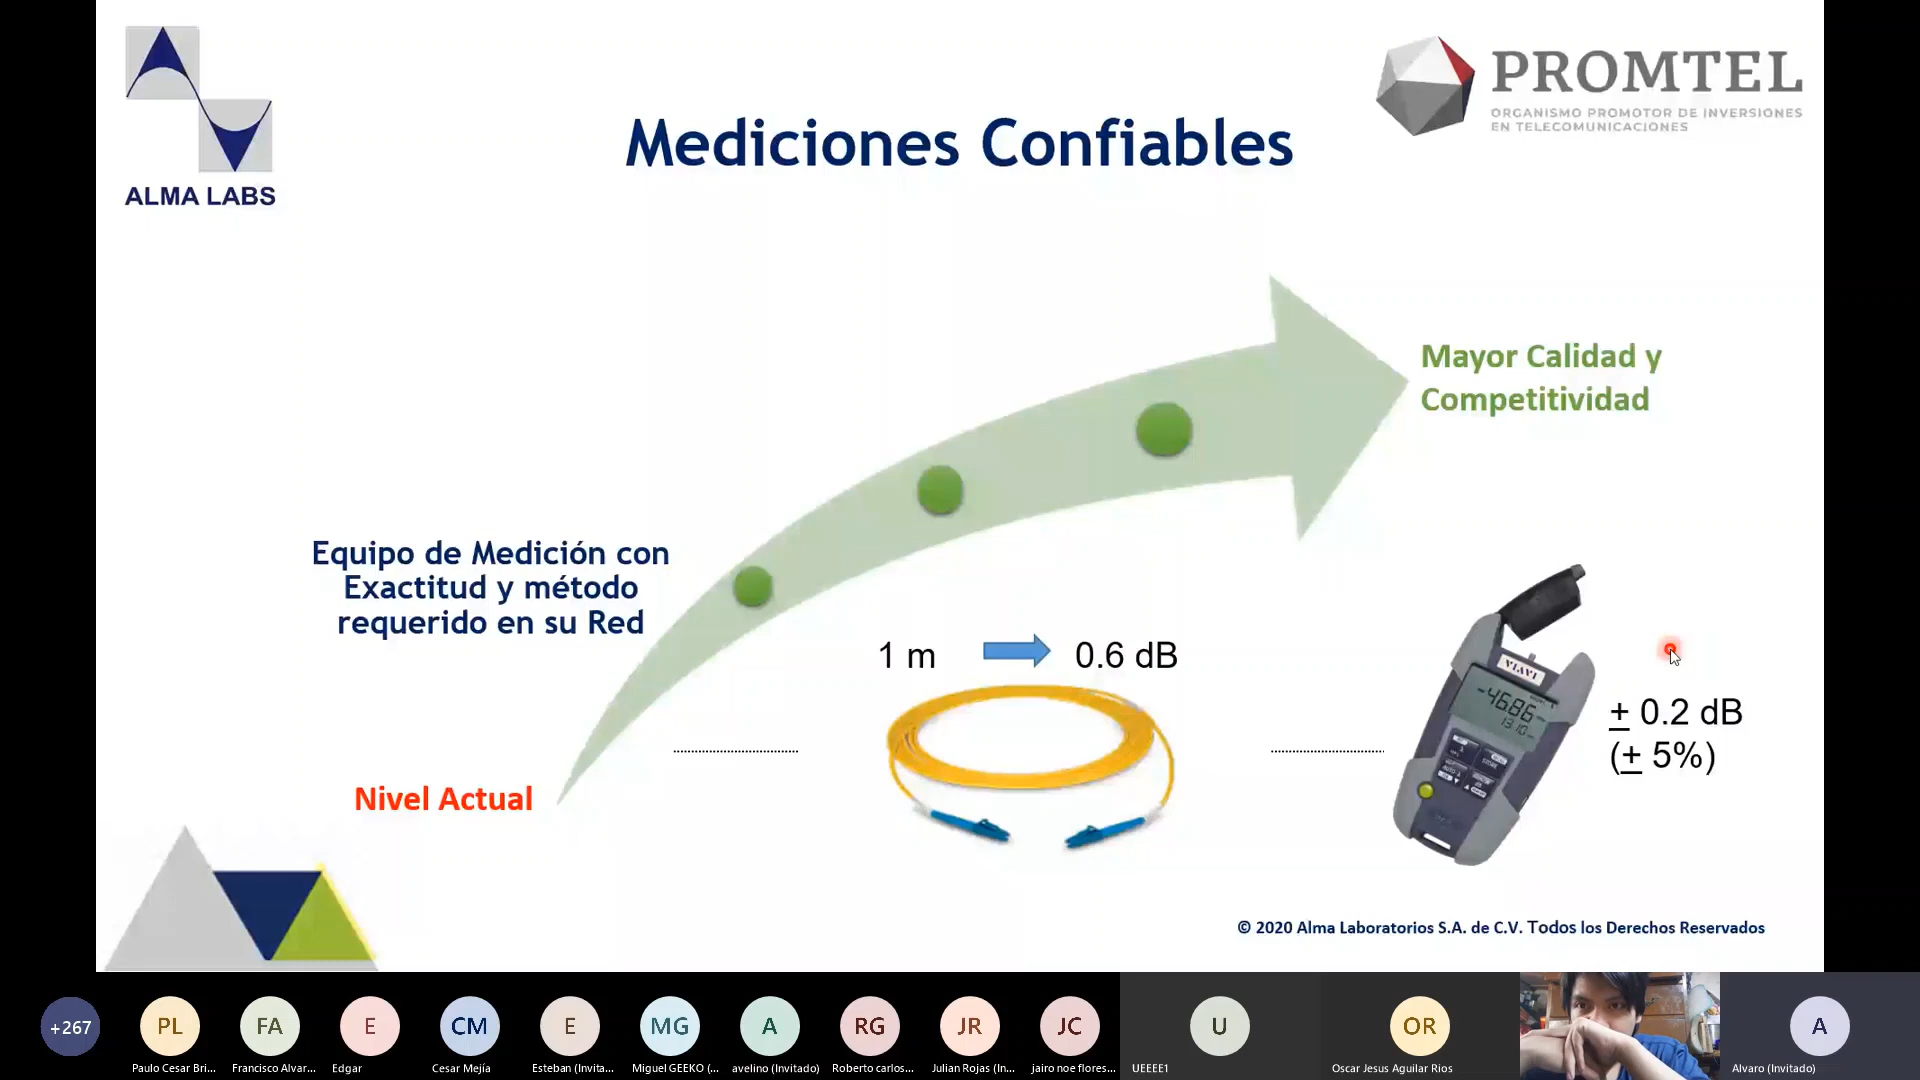 ALMA LABS
PROMTEL
ORGANISMO PROMOTOR DE INVERSIONES
EN TELECOMUNICACIONES
Mediciones Confiables
Mayor Calidad y
Competitividad
Equipo de Medición con
Exactitud y método
requerido en su Red
1 m
0.6 dB
VIAVI
-46.86
1310
± 0.2 dB
(± 5%)
Nivel Actual
© 2020 Alma Laboratorios S.A. de C.V. Todos los Derechos Reservados
+267
PL
FA
E
CM
E
MG
A
RG
JR
JC
U
OR
A
Paulo Cesar Bri...
Francisco Alvar...
Edgar
Cesar Mejía
Esteban (Invita...
Miguel GEEKO (...
avelino (Invitado)
Roberto carlos...
Julian Rojas (In...
jairo noe flores...
UEEEE1
Oscar Jesus Aguilar Rios
Alvaro (Invitado)